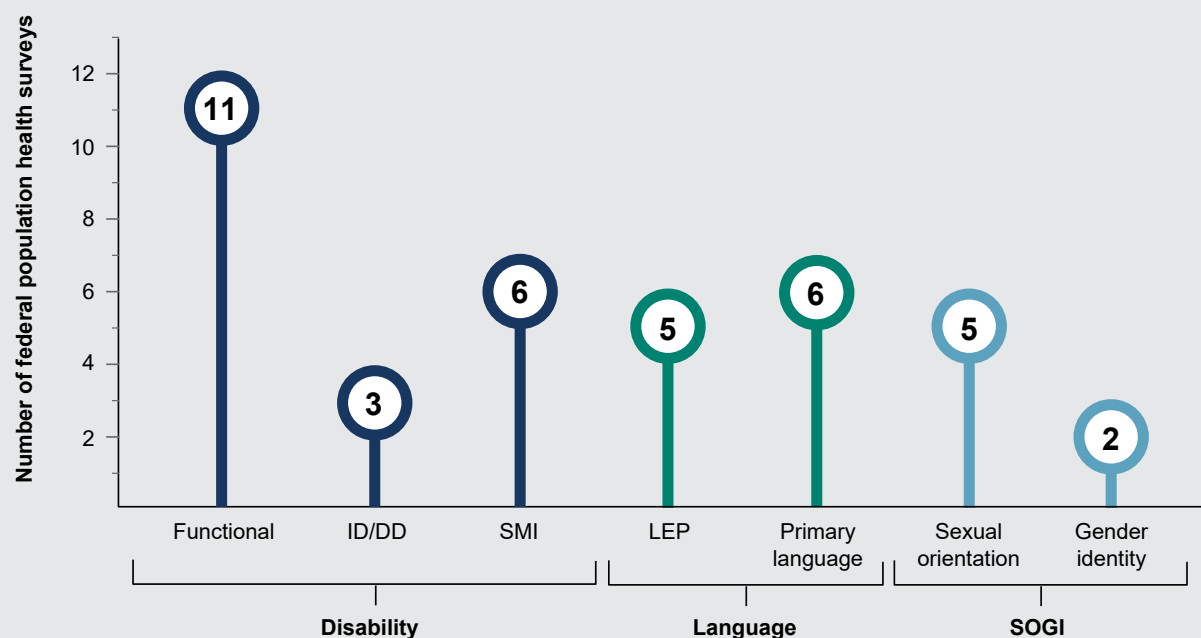 Number of federal population health surveys
12
10
8
6
4
2
11
3
6
5
6
5
2
Functional
ID/DD
SMI
LEP
Primary
language
Sexual
orientation
Gender
identity
Disability
Language
SOGI